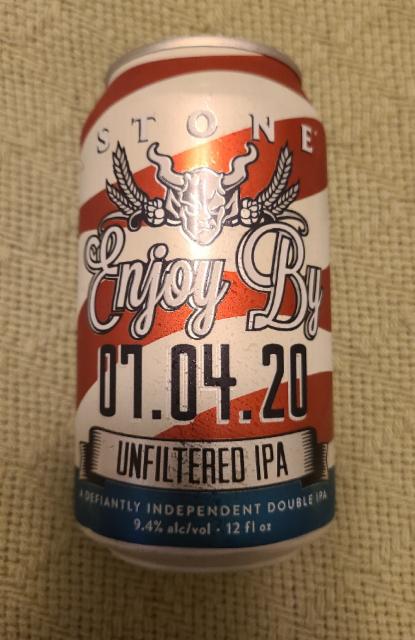 STONE
Enjoy By
07.04.20
UNFILTERED IPA
A DEFIANTLY INDEPENDENT DOUBLE IPA
9.4% alc/vol · 12 fl oz